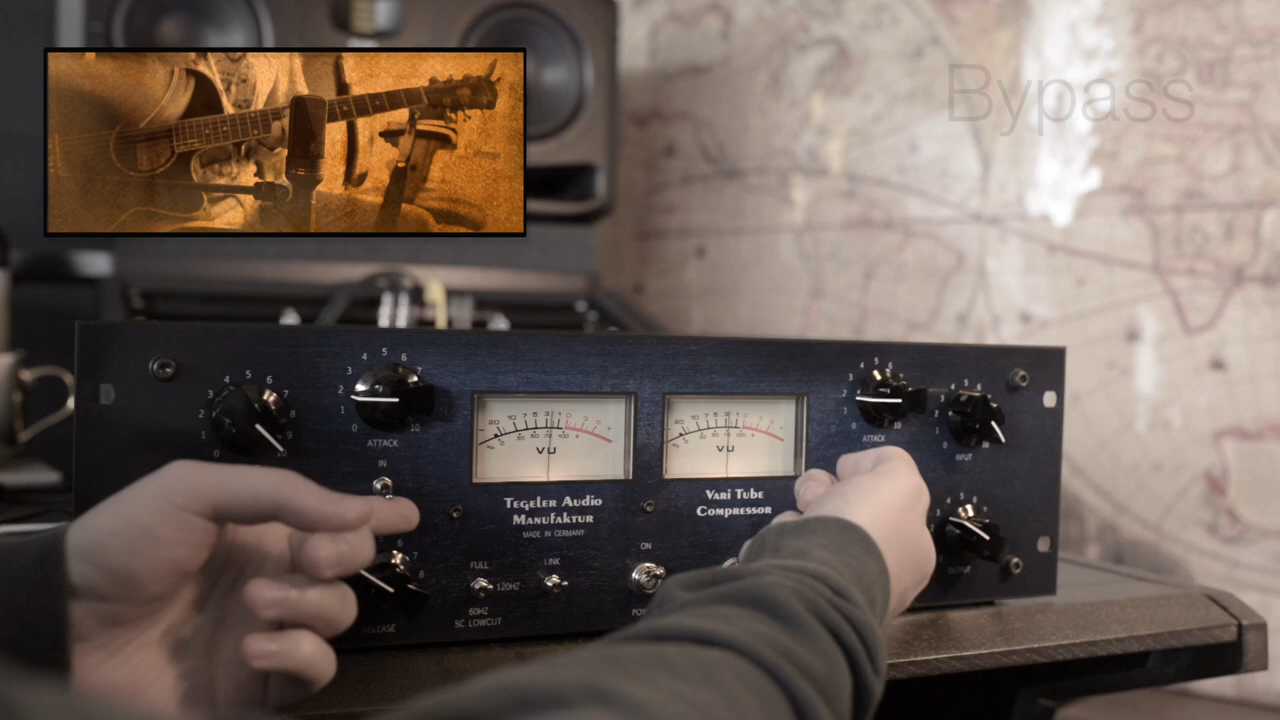 Bypass
ATTACK
IN
VU
VU
TEGELER AUDIO
MANUFAKTUR
MADE IN GERMANY
VARI TUBE
COMPRESSOR
ATTACK
INPUT
OUTPUT
FULL
120HZ
60HZ
SC LOWCUT
LINK
ON
RELEASE